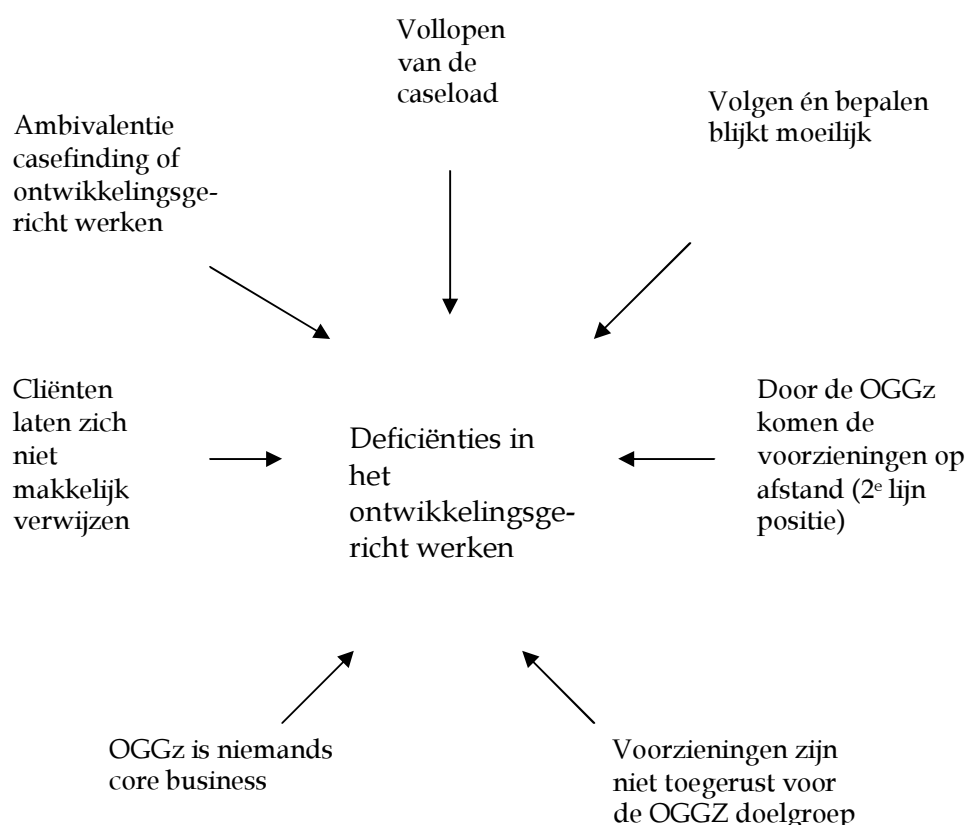 Vollopen
van de
caseload
Volgen én bepalen
blijkt moeilijk
Ambivalentie
casefinding of
ontwikkelingsge-
richt werken
Cliënten
laten zich
niet
makkelijk
verwijzen
Deficiënties in
het
ontwikkelingsge-
richt werken
Door de OGGz
komen de
voorzieningen op
afstand (2e lijn
positie)
OGGz is niemands
core business
Voorzieningen zijn
niet toegerust voor
de OGGZ doelgroep